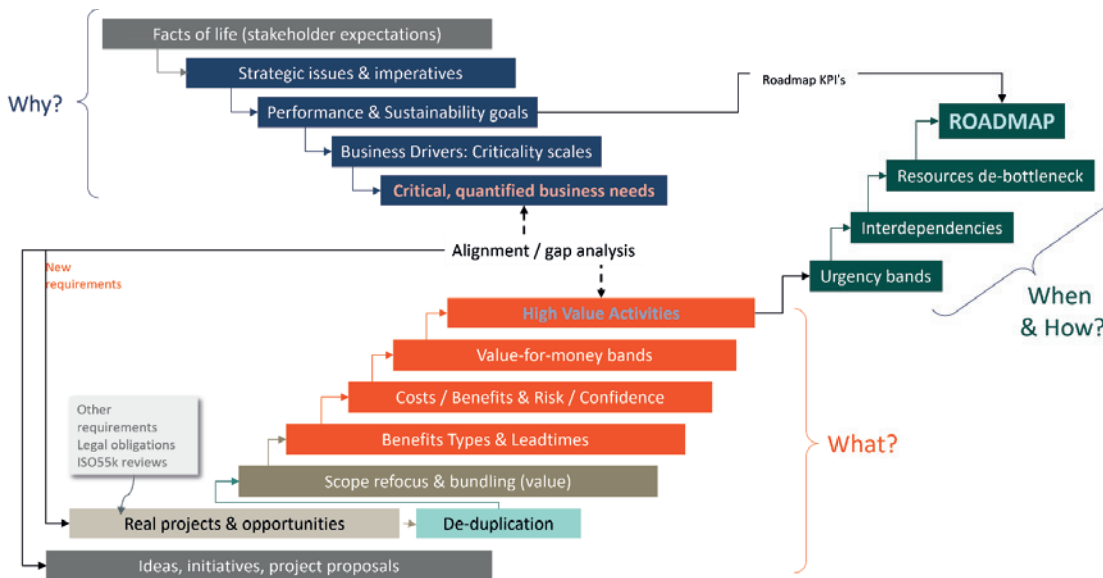 Facts of life (stakeholder expectations)
Strategic issues & imperatives
Why?
Performance & Sustainability goals
Roadmap KPI's
ROADMAP
Business Drivers: Criticality scales
Resources de-bottleneck
Critical, quantified business needs
Interdependencies
Alignment / gap analysis
New
requirements
Urgency bands
When
& How?
High Value Activities
Value-for-money bands
Costs / Benefits & Risk / Confidence
Other
requirements
Legal obligations
ISO55k reviews
Benefits Types & Leadtimes
What?
Scope refocus & bundling (value)
Real projects & opportunities
De-duplication
Ideas, initiatives, project proposals